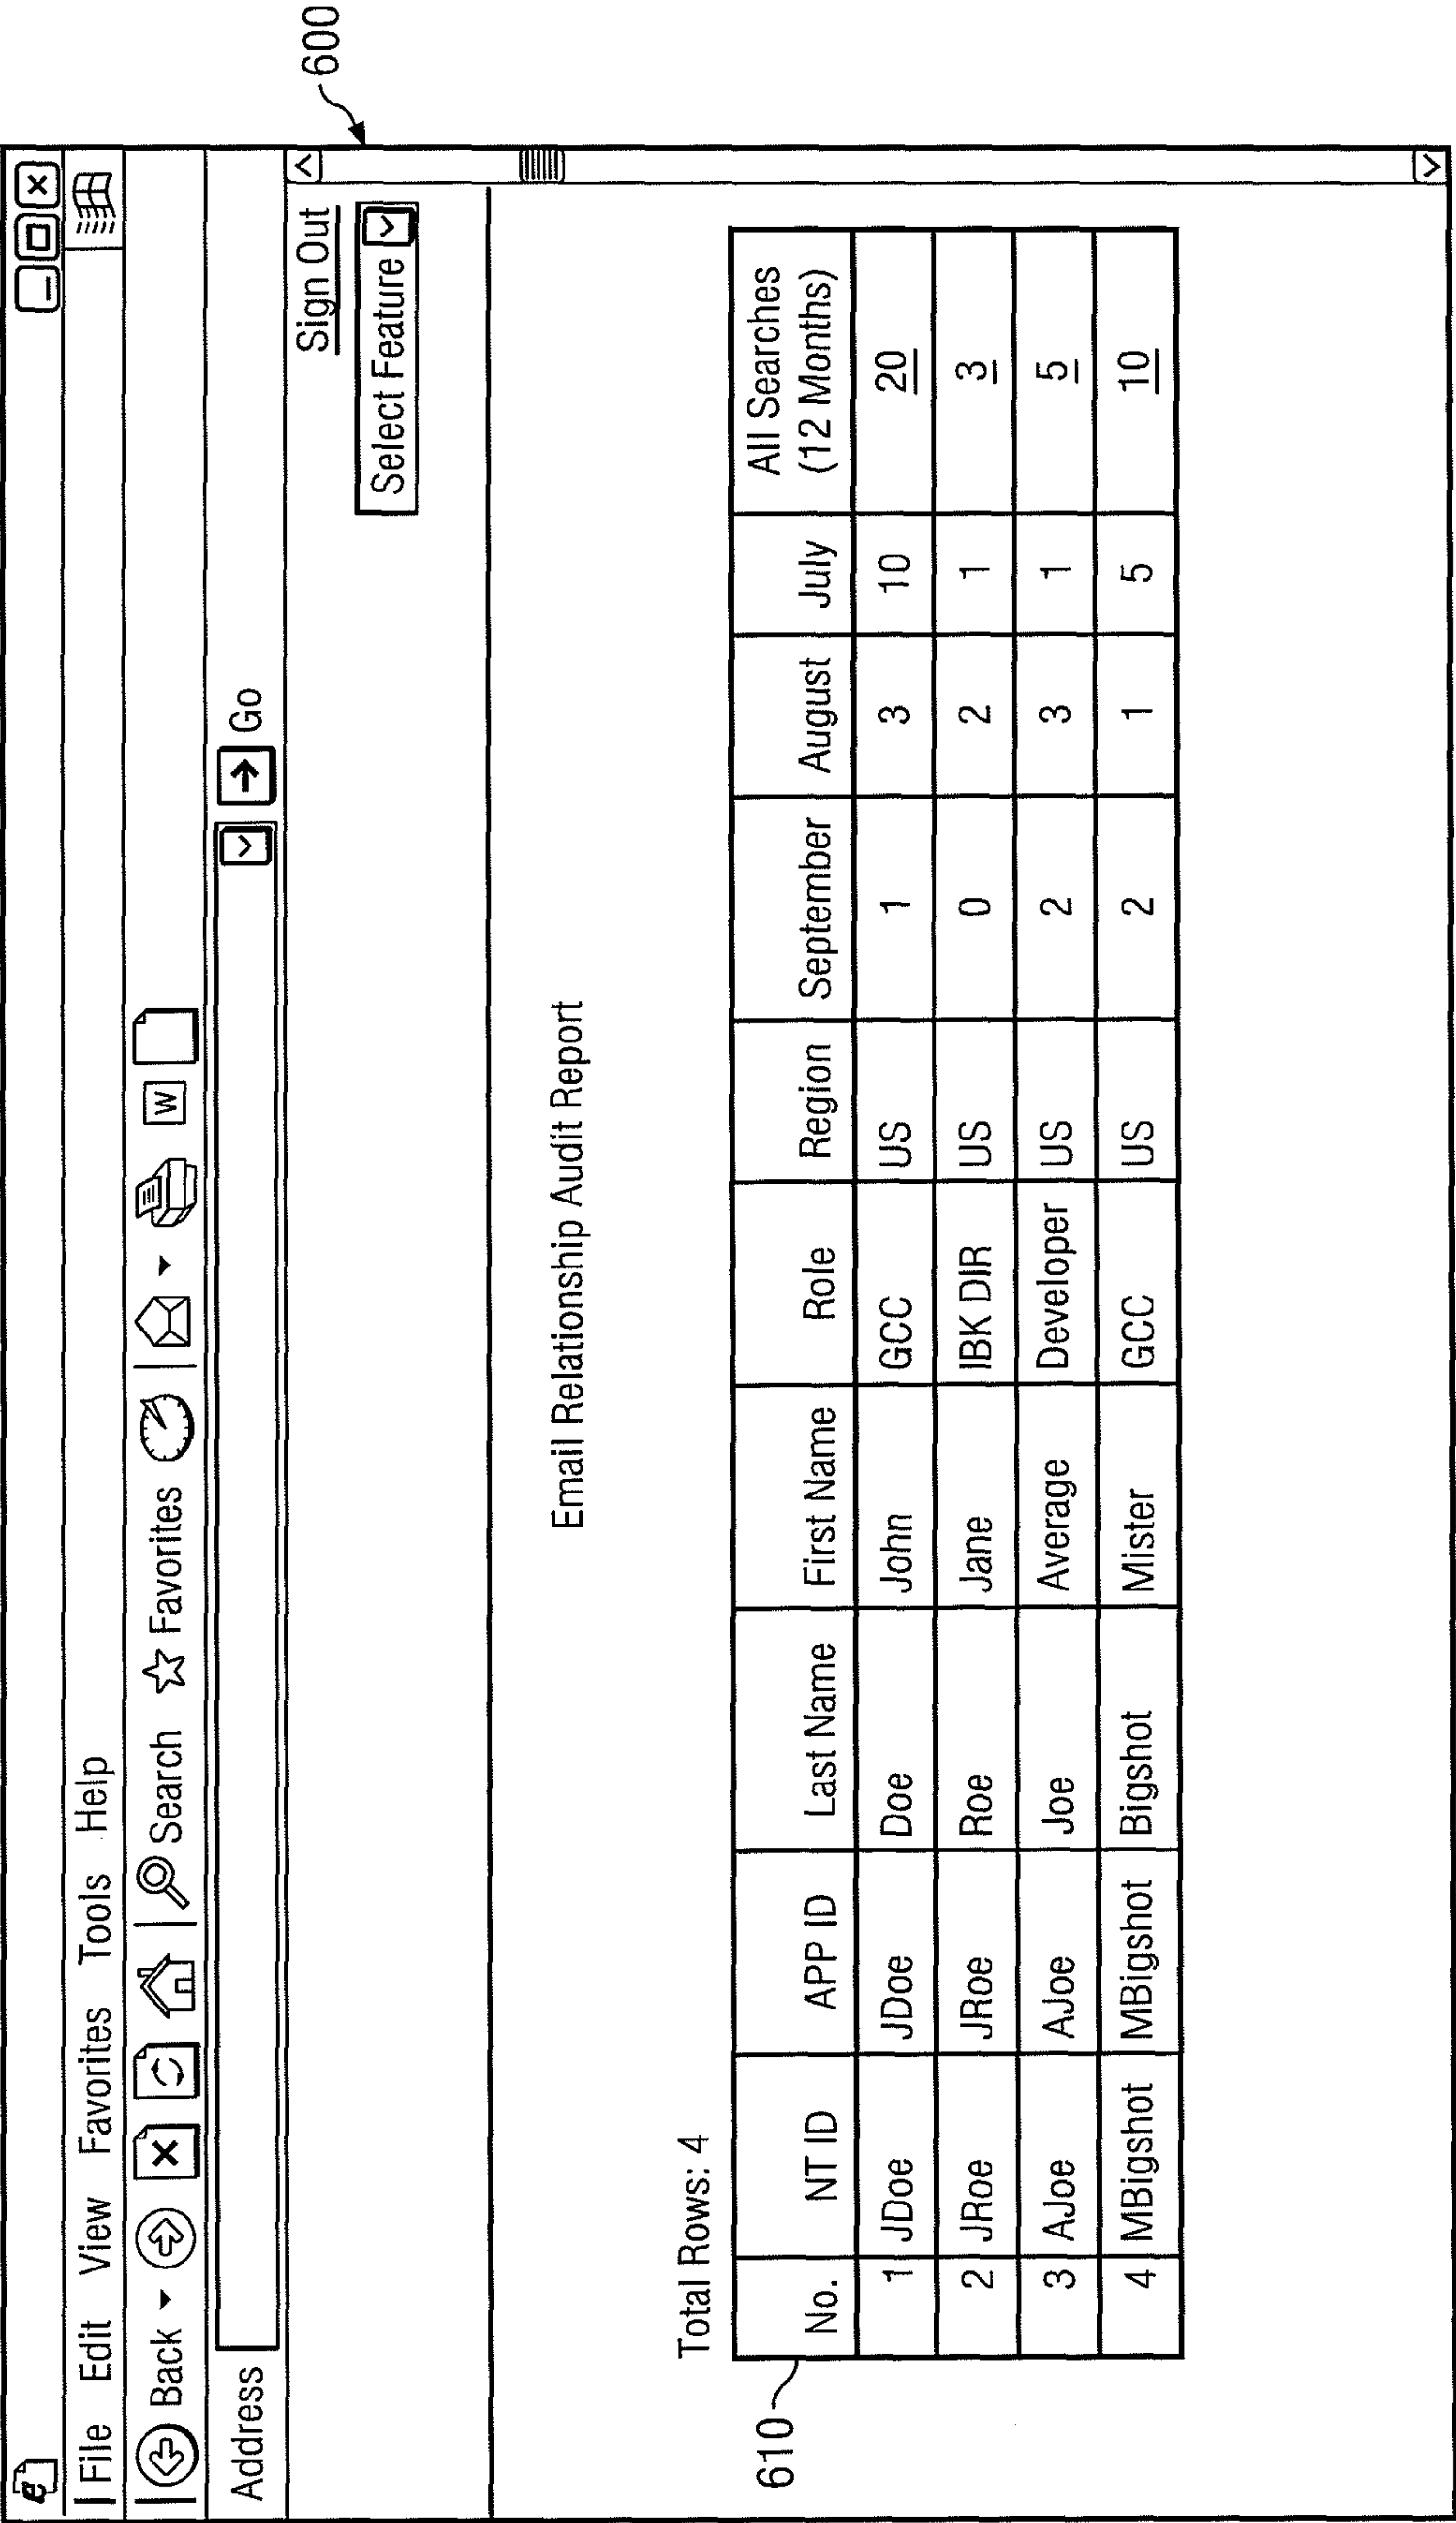 File Edit View Favorites Tools Help
Back Search Favorites W
Address Go
600
Sign Out
Select Feature
Email Relationship Audit Report
Total Rows: 4
610
No. NT ID APP ID Last Name First Name Role Region September August July All Searches (12 Months)
1 JDoe JDoe Doe John GCC US 1 3 10 20
2 JRoe JRoe Roe Jane IBK DIR US 0 2 1 3
3 AJoe AJoe Joe Average Developer US 2 3 1 5
4 MBigshot MBigshot Bigshot Mister GCC US 2 1 5 10